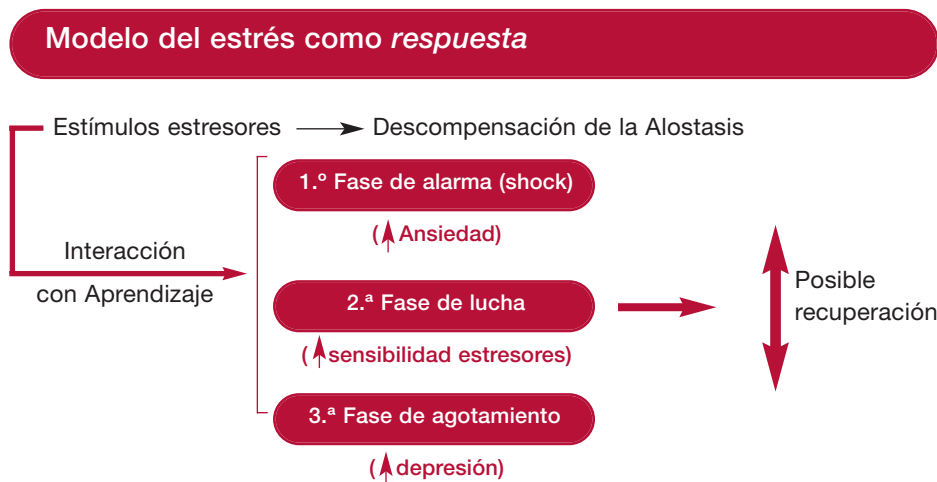 Modelo del estrés como respuesta
Estímulos estresores
Descompensación de la Alostasis
1.º Fase de alarma (shock)
( Ansiedad)
Interacción
con Aprendizaje
2.ª Fase de lucha
( sensibilidad estresores)
Posible
recuperación
3.ª Fase de agotamiento
( depresión)